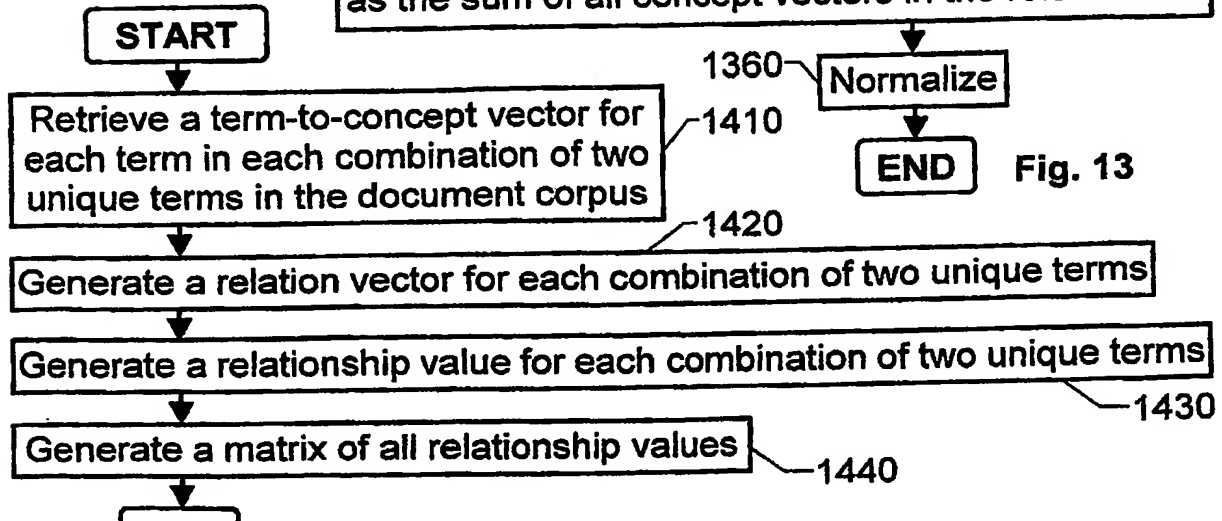 as the sum of all concept vectors in the
1360
Normalize
END
Fig. 13
START
Retrieve a term-to-concept vector for
each term in each combination of two
unique terms in the document corpus
1410
1420
Generate a relation vector for each combination of two unique terms
Generate a relationship value for each combination of two unique terms
1430
Generate a matrix of all relationship values
1440